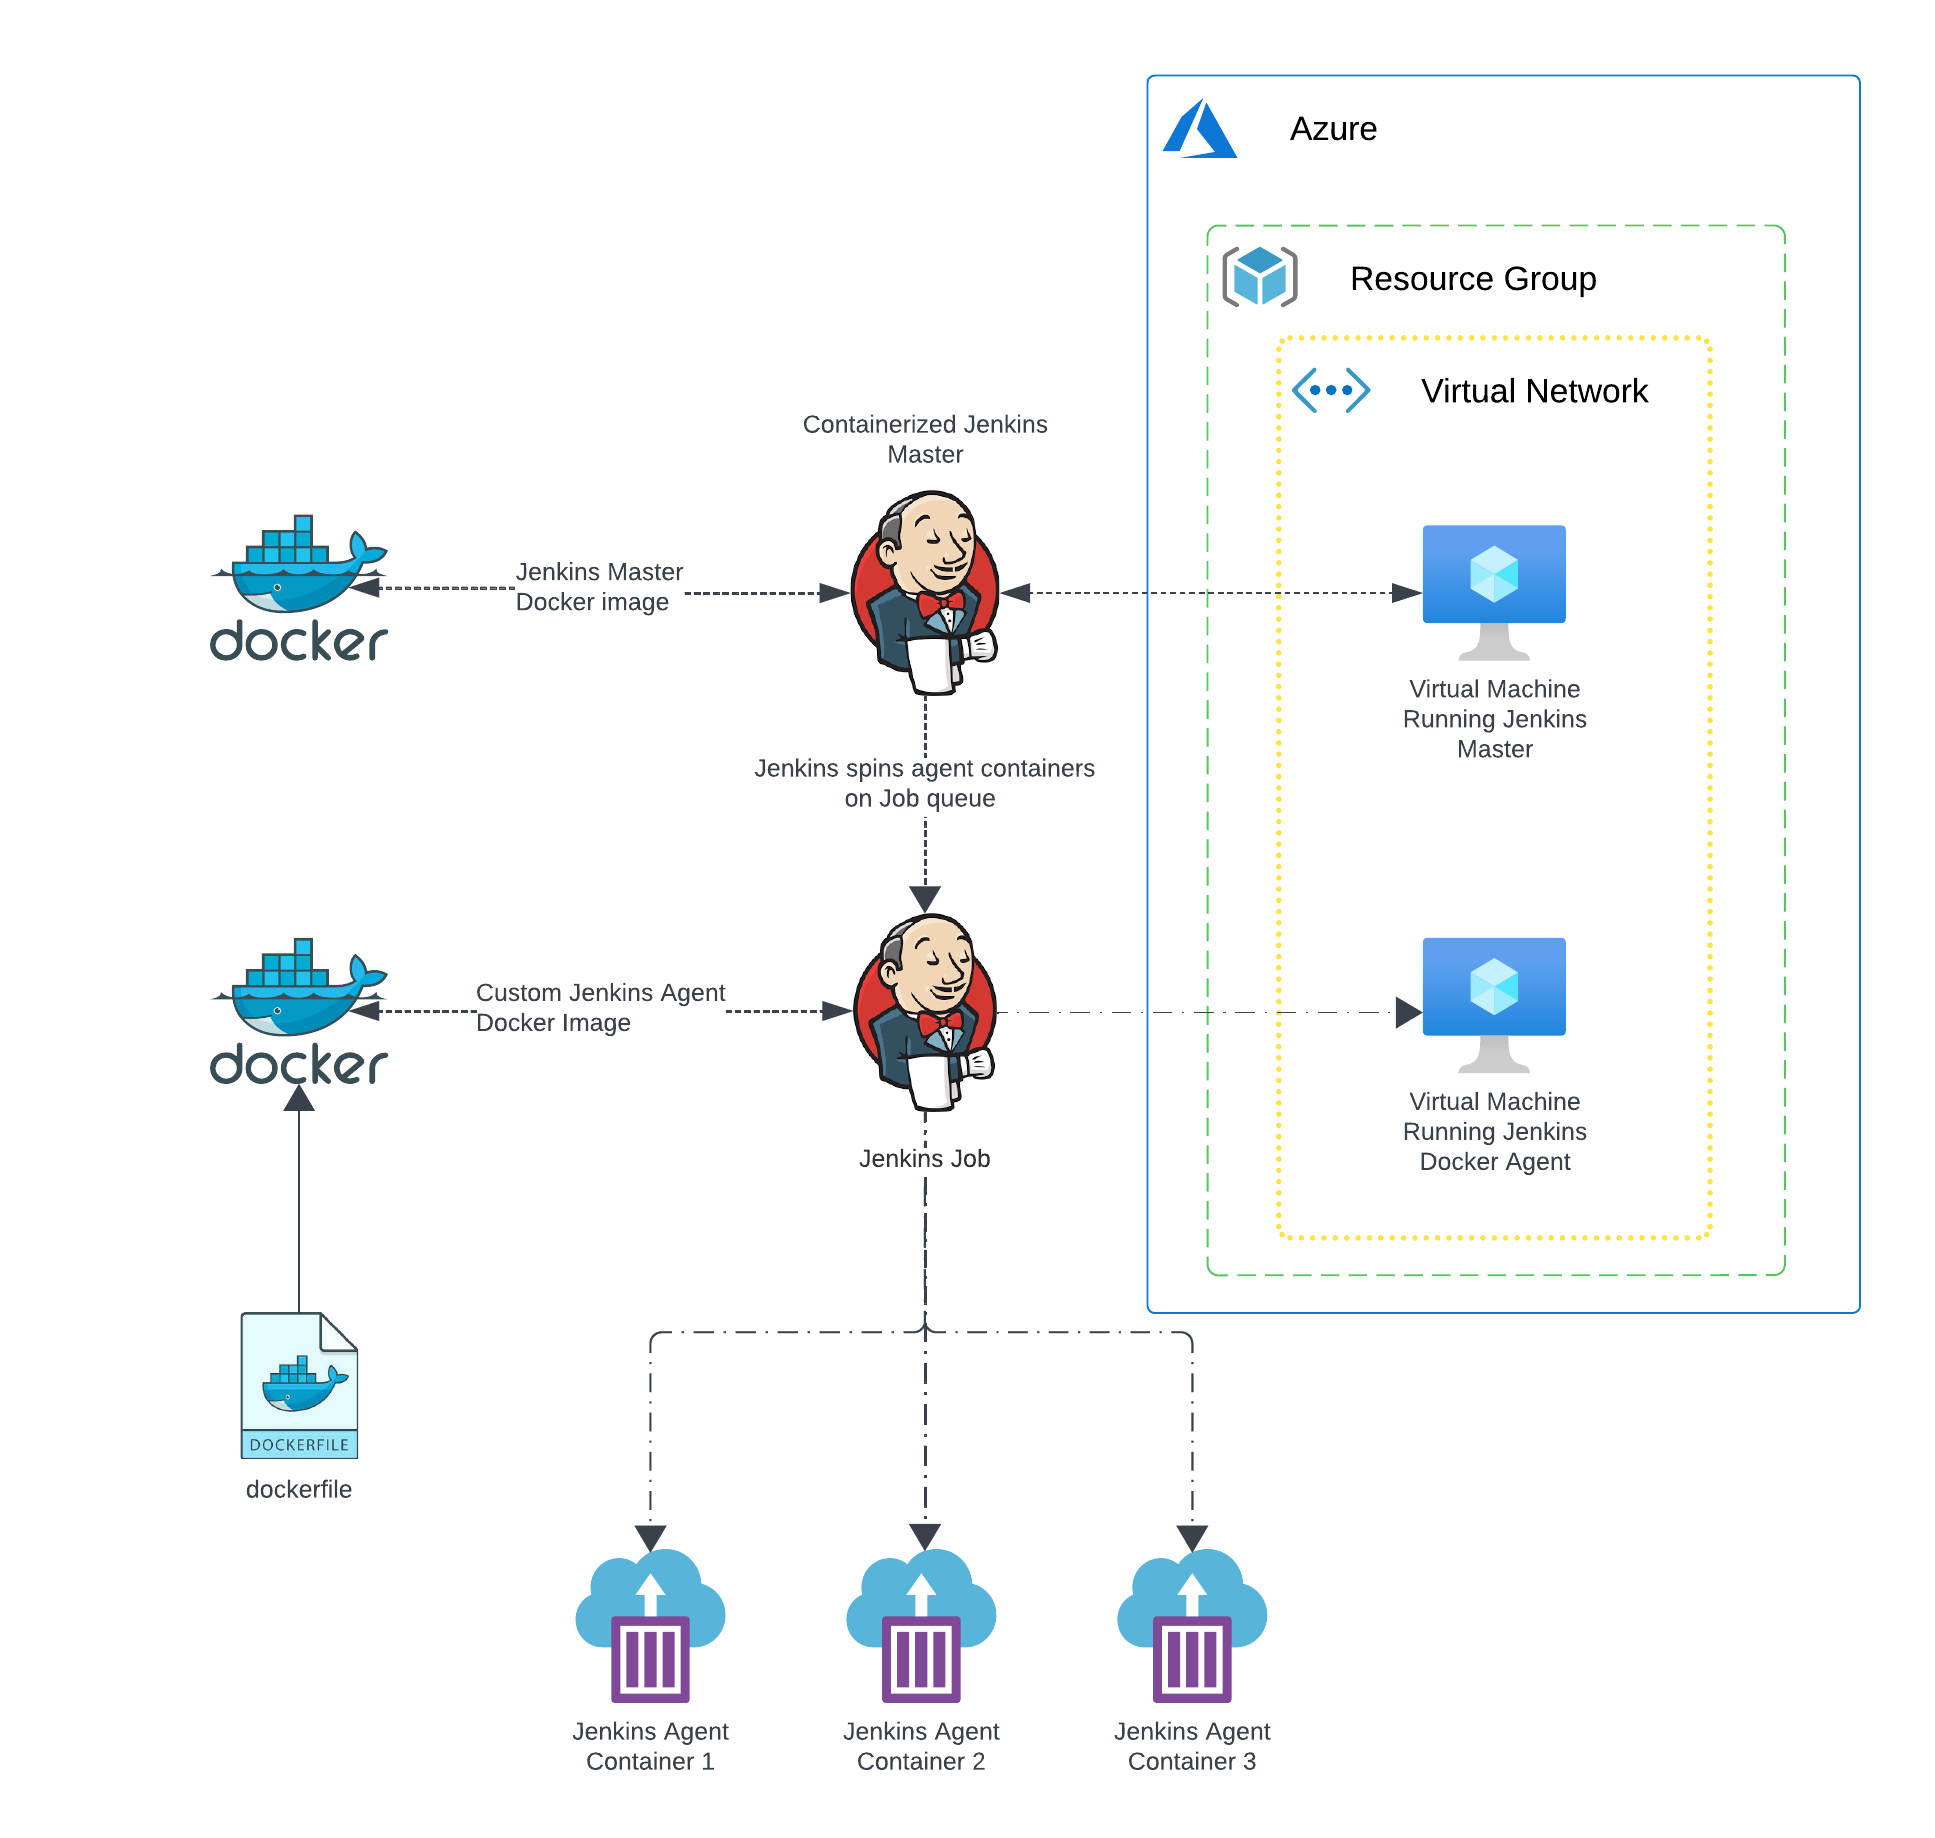 Azure
Resource Group
Virtual Network
Containerized Jenkins
Master
docker
Jenkins Master
Docker image
Virtual Machine
Running Jenkins
Master
Jenkins spins agent containers
on Job queue
docker
Custom Jenkins Agent
Docker Image
Virtual Machine
Running Jenkins
Docker Agent
Jenkins Job
DOCKERFILE
dockerfile
Jenkins Agent
Container 1
Jenkins Agent
Container 2
Jenkins Agent
Container 3